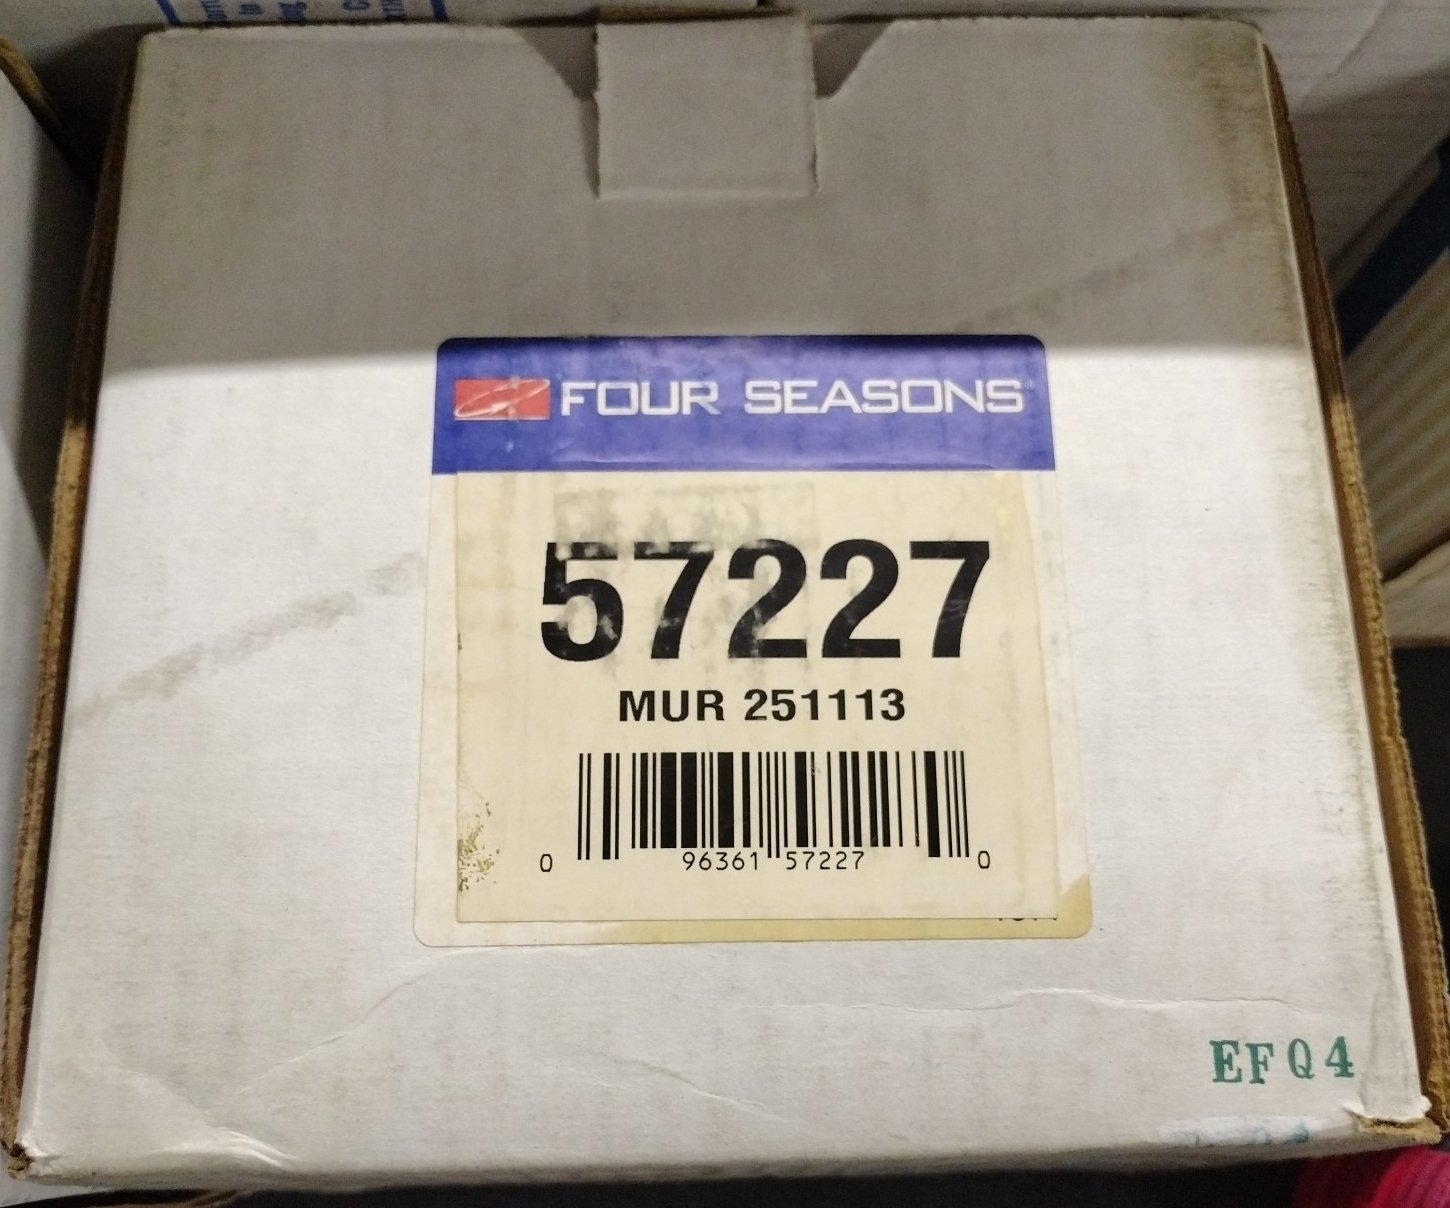 FOUR SEASONS®
57227
MUR 251113
0 96361 57227 0
EFQ4